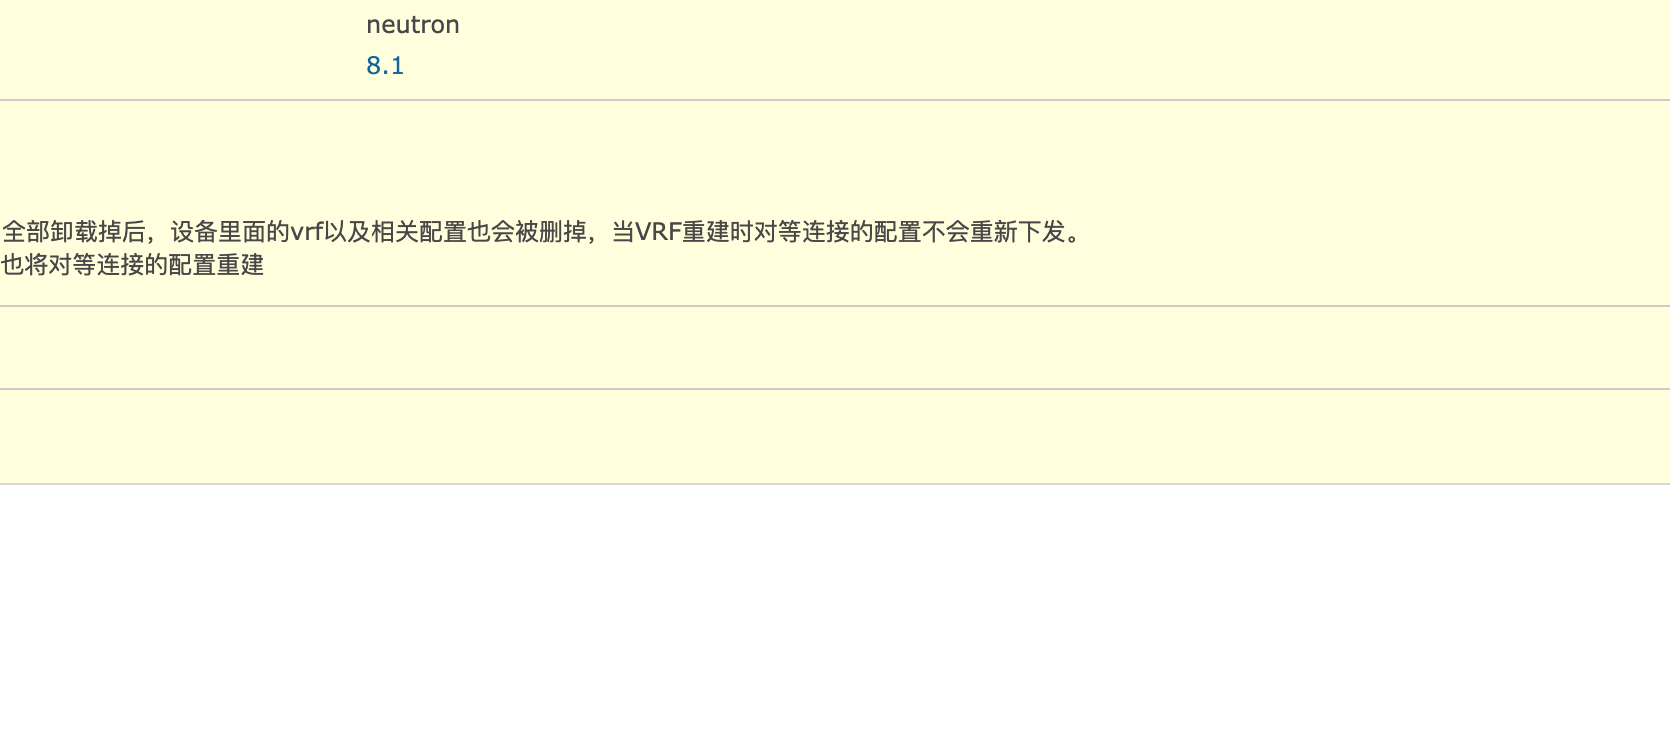 neutron
8.1
全部卸载掉后，设备里面的vrf以及相关配置也会被删掉，当VRF重建时对等连接的配置不会重新下发。
也将对等连接的配置重建